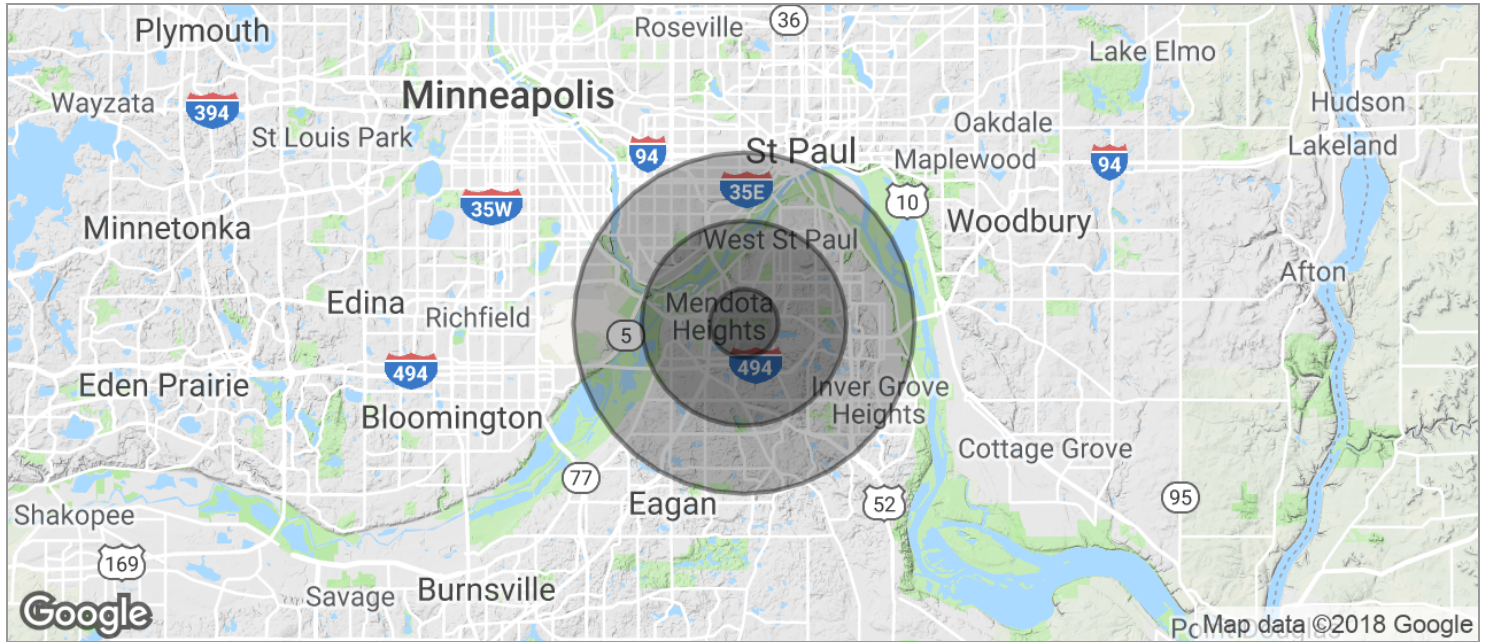 Plymouth
Roseville
36
Lake Elmo
Wayzata
394
Minneapolis
Hudson
St Louis Park
94
St Paul
Oakdale
Maplewood
94
Lakeland
35W
35E
10
Minnetonka
West St Paul
Woodbury
Afton
Edina
Richfield
5
Mendota
Heights
494
494
Eden Prairie
Bloomington
Inver Grove
Heights
Cottage Grove
77
Eagan
52
95
Shakopee
169
Savage
Burnsville
Google
Map data ©2018 Google